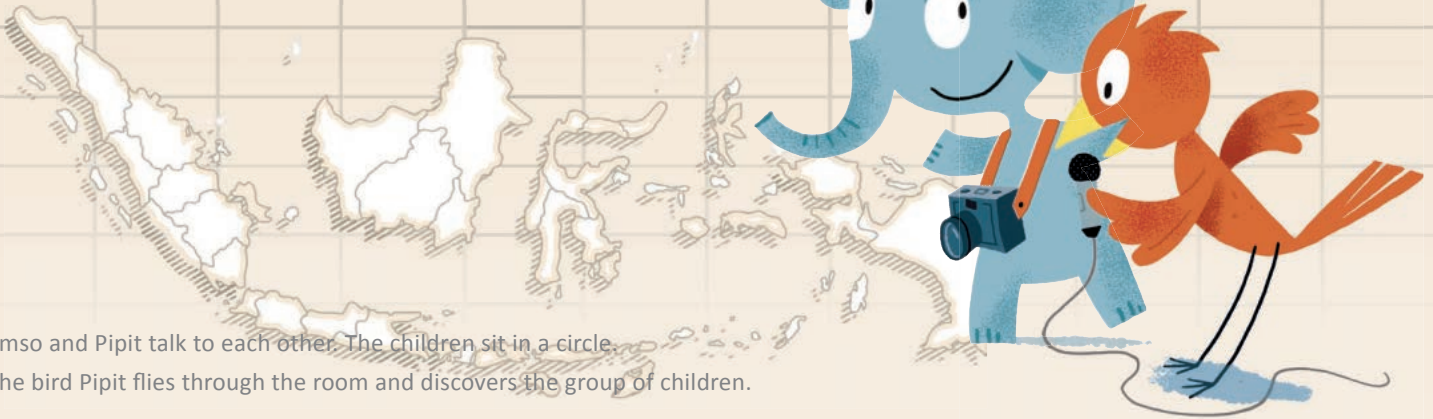 mso and Pipit talk to each other. The children sit in a circle.
he bird Pipit flies through the room and discovers the group of children.